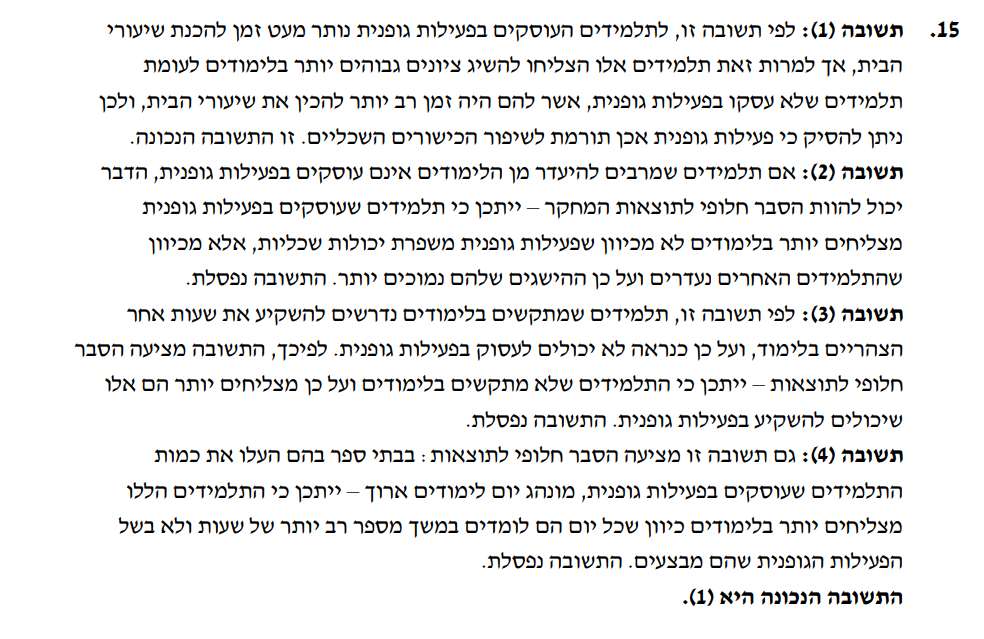 15. תשובה (1): לפי תשובה זו, לתלמידים העוסקים בפעילות גופנית נותר מעט זמן להכנת שיעורי
הבית, אך למרות זאת תלמידים אלו הצליחו להשיג ציונים גבוהים יותר בלימודים לעומת
תלמידים שלא עסקו בפעילות גופנית, אשר להם היה זמן רב יותר להכין את שיעורי הבית, ולכן
ניתן להסיק כי פעילות גופנית אכן תורמת לשיפור הכישורים השכליים. זו התשובה הנכונה.
תשובה (2): אם תלמידים שמרבים להיעדר מן הלימודים אינם עוסקים בפעילות גופנית, הדבר
יכול להוות הסבר חלופי לתוצאות המחקר – ייתכן כי תלמידים שעוסקים בפעילות גופנית
מצליחים יותר בלימודים לא מכיוון שפעילות גופנית משפרת יכולות שכליות, אלא מכיוון
שהתלמידים האחרים נעדרים ועל כן ההישגים שלהם נמוכים יותר. התשובה נפסלת.
תשובה (3): לפי תשובה זו, תלמידים שמתקשים בלימודים נדרשים להשקיע את שעות אחר
הצהריים בלימוד, ועל כן כנראה לא יכולים לעסוק בפעילות גופנית. לפיכך, התשובה מציעה הסבר
חלופי לתוצאות – ייתכן כי התלמידים שלא מתקשים בלימודים ועל כן מצליחים יותר הם אלו
שיכולים להשקיע בפעילות גופנית. התשובה נפסלת.
תשובה (4): גם תשובה זו מציעה הסבר חלופי לתוצאות: בבתי ספר בהם העלו את כמות
התלמידים שעוסקים בפעילות גופנית, מונהג יום לימודים ארוך – ייתכן כי התלמידים הללו
מצליחים יותר בלימודים כיוון שכל יום הם לומדים במשך מספר רב יותר של שעות ולא בשל
הפעילות הגופנית שהם מבצעים. התשובה נפסלת.
התשובה הנכונה היא (1).